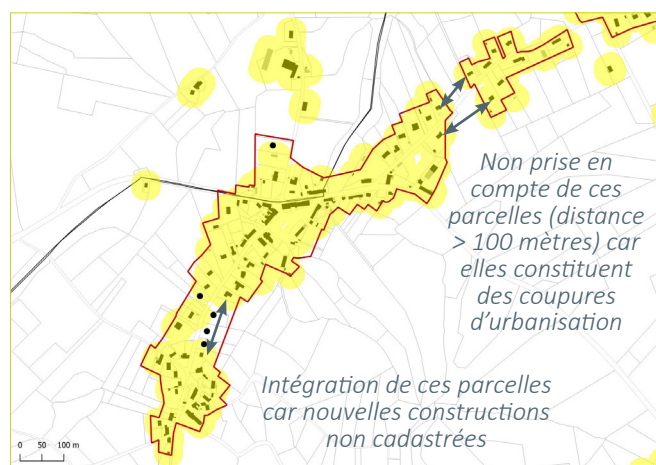 Non prise en
compte de ces
parcelles (distance
> 100 mètres) car
elles constituent
des coupures
d'urbanisation
Intégration de ces parcelles
car nouvelles constructions
non cadastrées
0 50 100 m